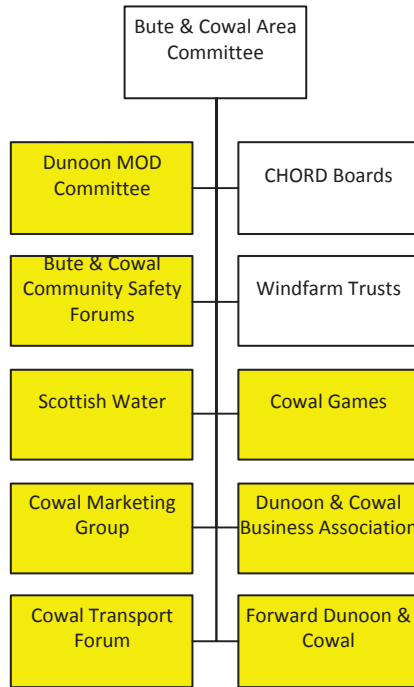 Bute & Cowal Area
Committee
Dunoon MOD
Committee
CHORD Boards
Bute & Cowal
Community Safety
Forums
Windfarm Trusts
Scottish Water
Cowal Games
Cowal Marketing
Group
Dunoon & Cowal
Business Association
Cowal Transport
Forum
Forward Dunoon &
Cowal